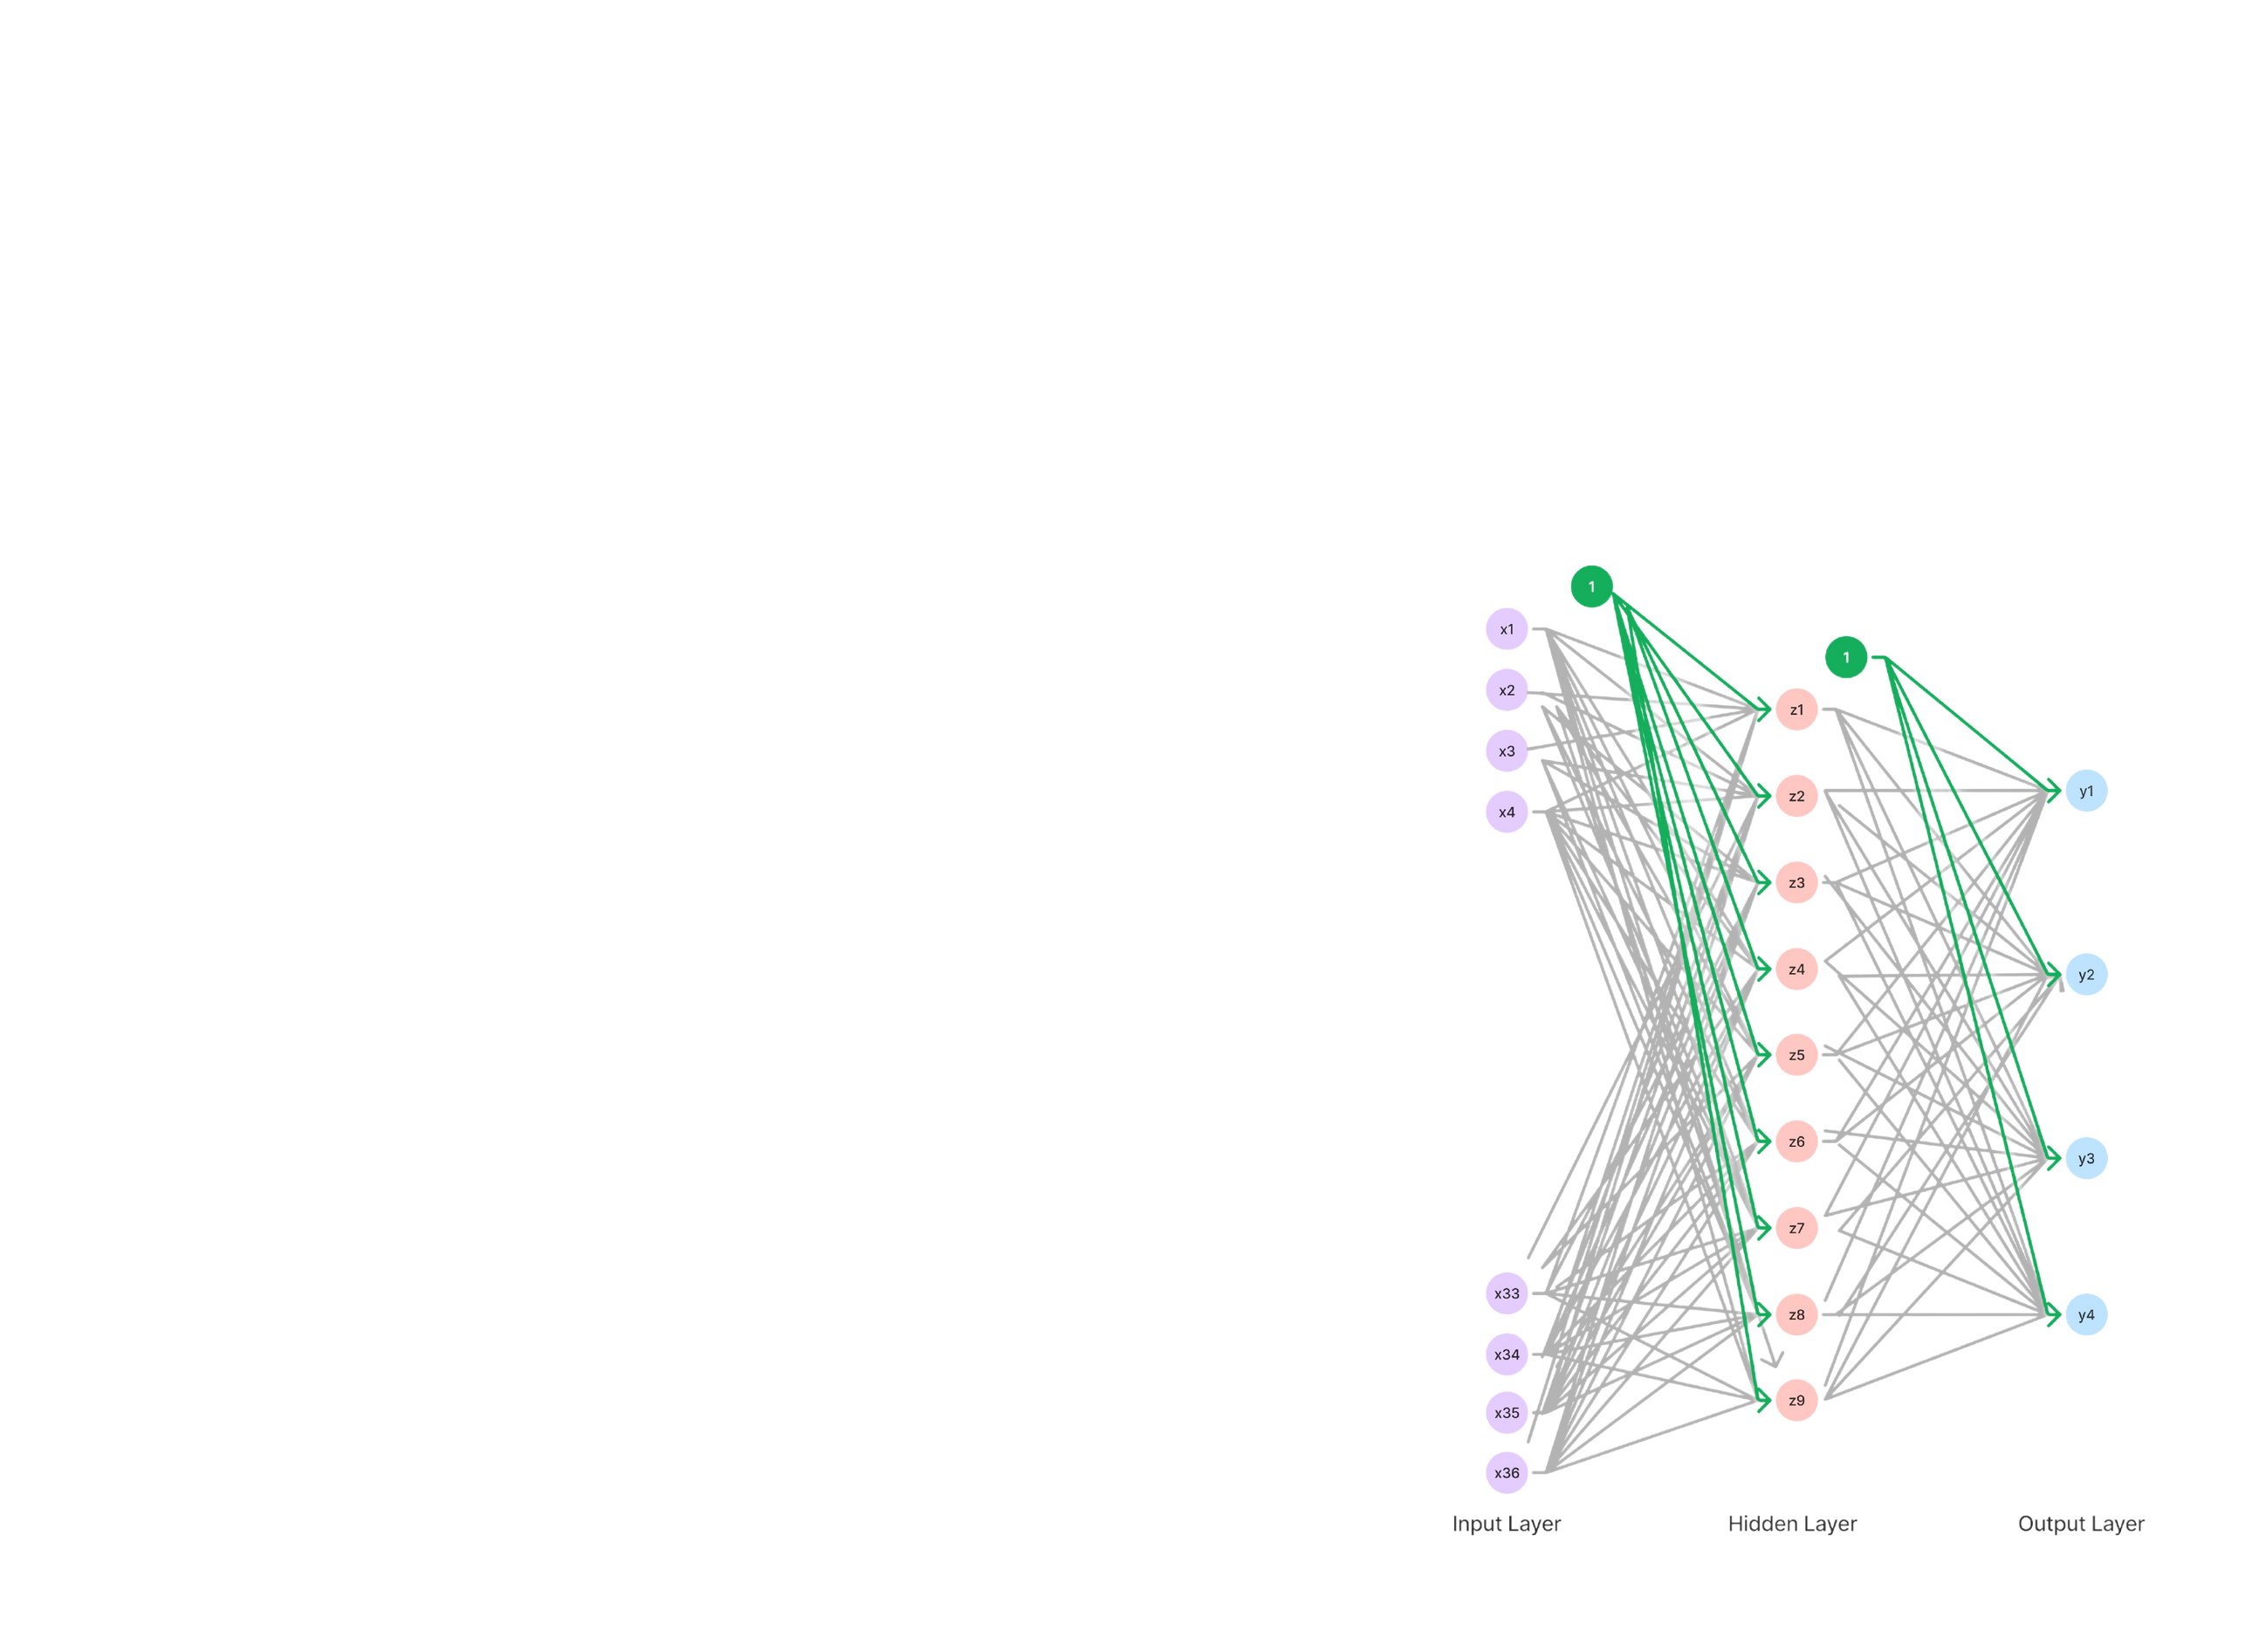 1
x1
1
x2
z1
x3
y1
z2
x4
z3
z4
y2
z5
z6
y3
z7
x33
z8
y4
x34
z9
x35
x36
Input Layer Hidden Layer Output Layer